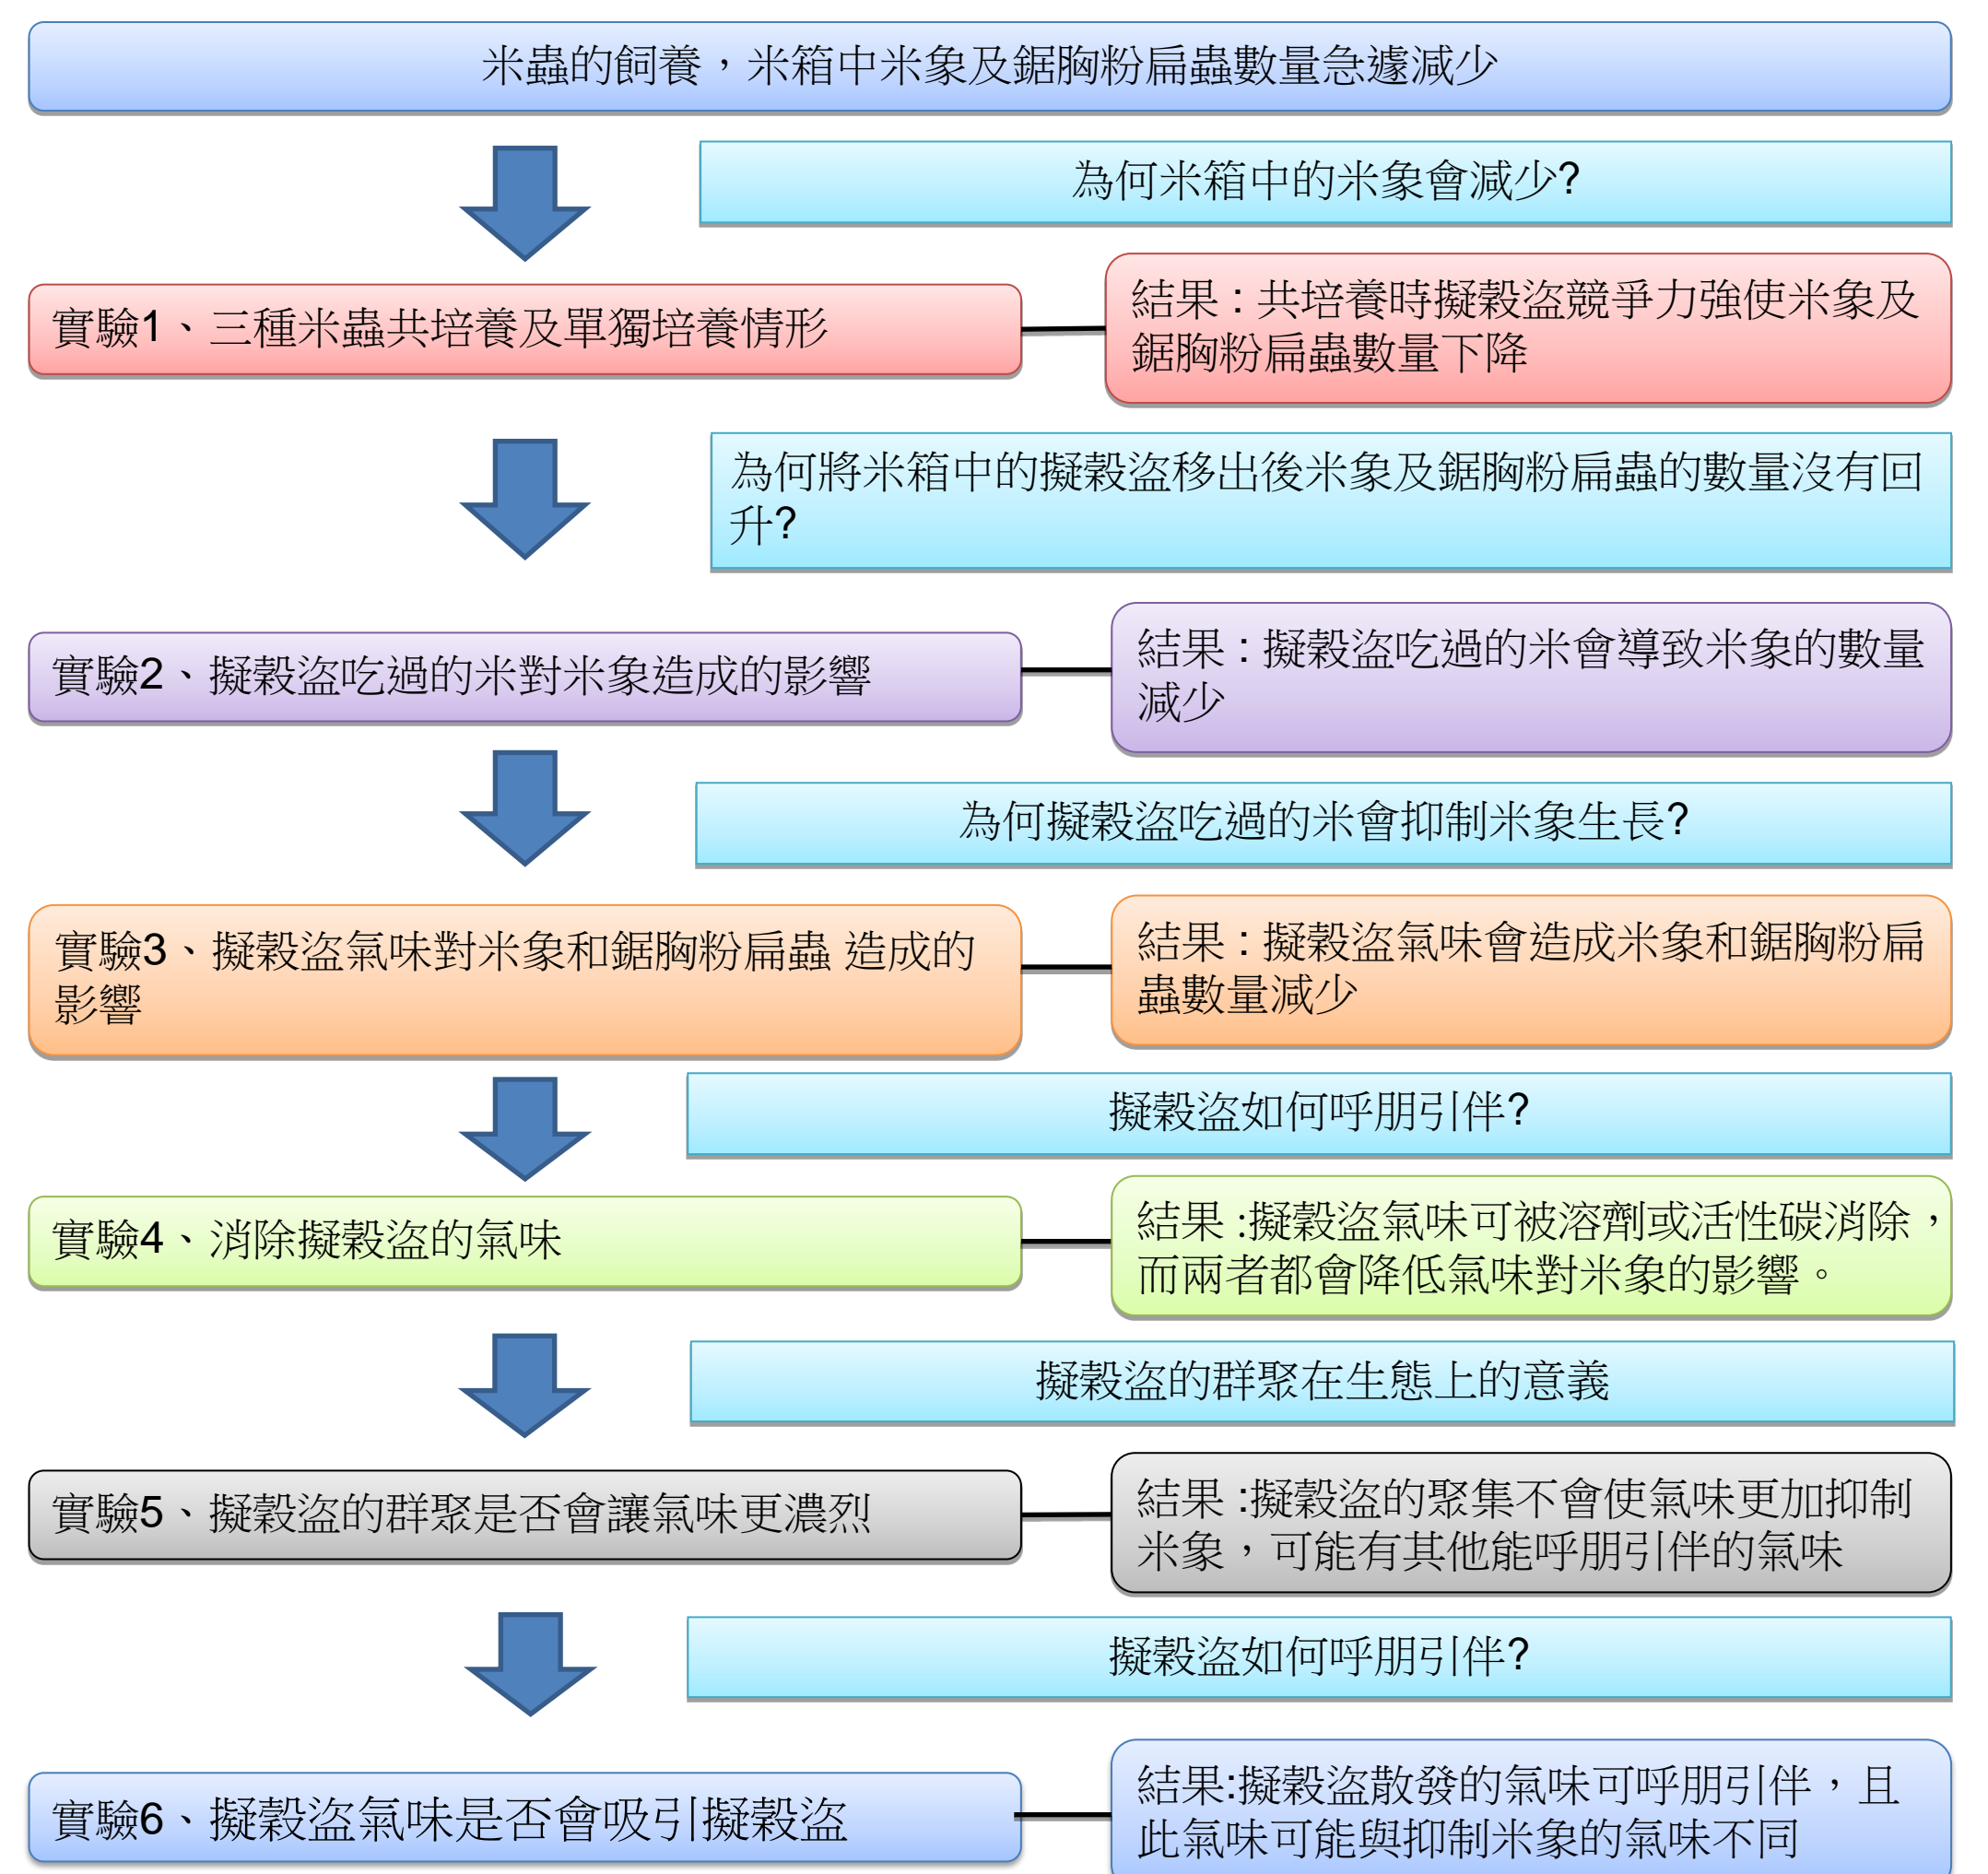 米蟲的飼養，米箱中米象及鋸胸粉扁蟲數量急遽減少
為何米箱中的米象會減少?
實驗1、三種米蟲共培養及單獨培養情形
結果：共培養時擬穀盜競爭力強使米象及
鋸胸粉扁蟲數量下降
為何將米箱中的擬穀盜移出後米象及鋸胸粉扁蟲的數量沒有回
升?
實驗2、擬穀盜吃過的米對米象造成的影響
結果：擬穀盜吃過的米會導致米象的數量
減少
為何擬穀盜吃過的米會抑制米象生長?
實驗3、擬穀盜氣味對米象和鋸胸粉扁蟲 造成的
影響
結果：擬穀盜氣味會造成米象和鋸胸粉扁
蟲數量減少
擬穀盜如何呼朋引伴?
實驗4、消除擬穀盜的氣味
結果:擬穀盜氣味可被溶劑或活性碳消除，
而兩者都會降低氣味對米象的影響。
擬穀盜的群聚在生態上的意義
實驗5、擬穀盜的群聚是否會讓氣味更濃烈
結果:擬穀盜的聚集不會使氣味更加抑制
米象，可能有其他能呼朋引伴的氣味
擬穀盜如何呼朋引伴?
實驗6、擬穀盜氣味是否會吸引擬穀盜
結果:擬穀盜散發的氣味可呼朋引伴，且
此氣味可能與抑制米象的氣味不同